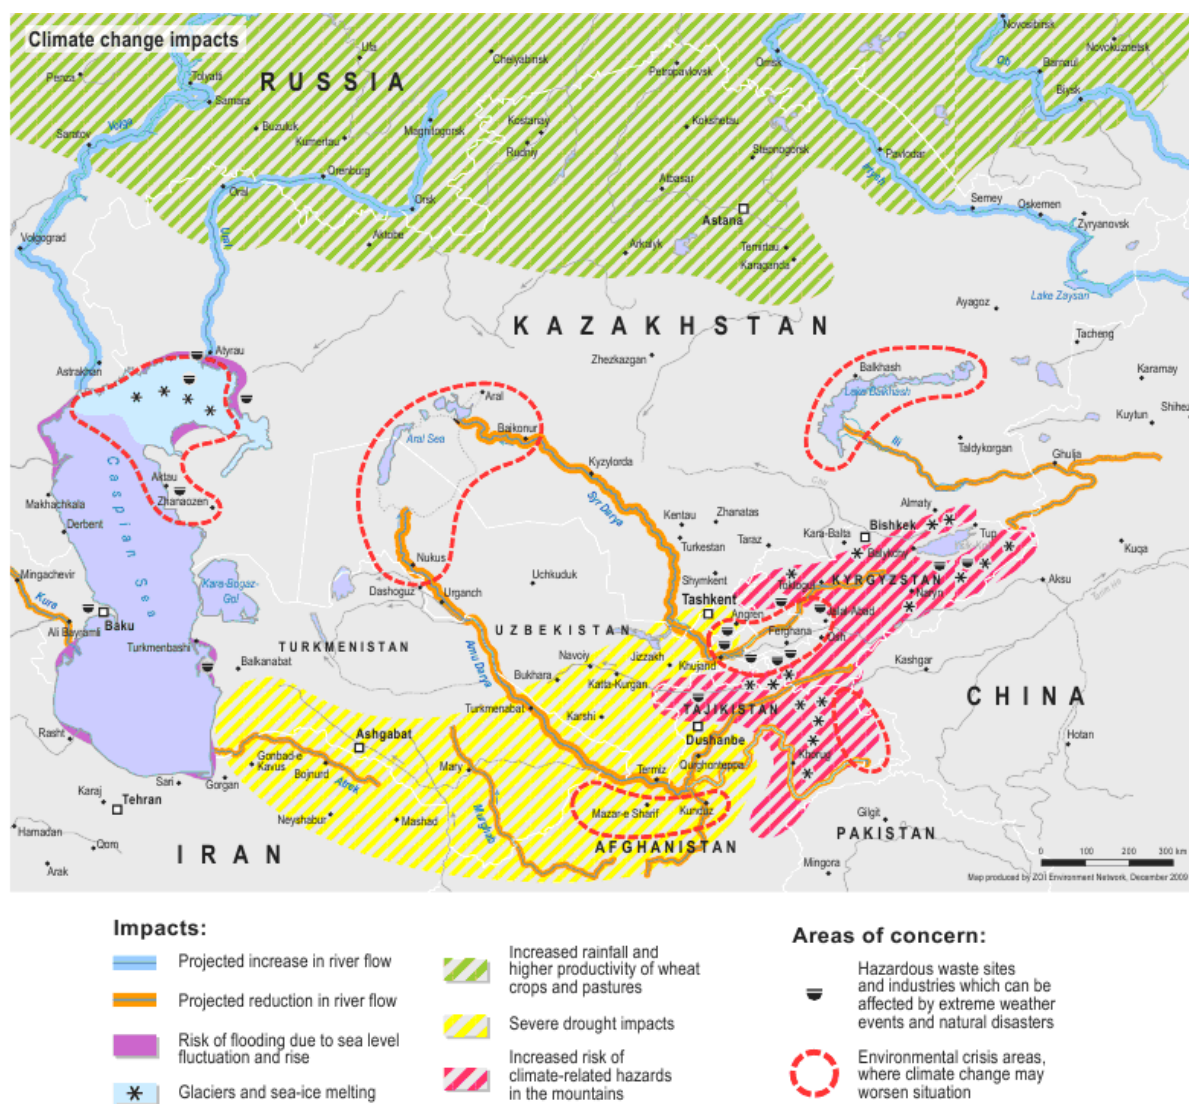 Climate change impacts
Novosibirsk
Ufa
Chelyabinsk
Petropavlovsk
Omsk
Ob
Novokuznetsk
Penza
Tolyatti
RUSSIA
Barnaul
Biysk
Samara
Volga
Buzuluk
Magnitogorsk
Kostanay
Kokshetau
Saratov
Kumertau
Rudniy
Stepnogorsk
Pavlodar
Orenburg
Irtysh
Oral
Orsk
Atbasar
Semey
Oskemen
Astana
Zyryanovsk
Ural
Volgograd
Aktobe
Arkalyk
Temirtau
Karaganda
Lake Zaysan
Ayagoz
KAZAKHSTAN
Tacheng
Zhezkazgan
Atyrau
Astrakhan
Balkhash
Karamay
Lake Balkhash
Aral
Kuytun
Aral Sea
Baikonur
Ili
Taldykorgan
Ghulja
Kyzylorda
Aktau
Zhanaozen
Caspian Sea
Makhachkala
Derbent
Syr Darya
Chu
Almaty
Kentau
Zhanatas
Bishkek
Turkestan
Taraz
Kara-Balta
Tup
Balykchy
Kuqa
Nukus
Mingachevir
Kara-Bogaz-
Gol
Uchkuduk
Shymkent
Toktogul
KYRGYZSTAN
Aksu
Dashoguz
Urganch
Tashkent
Naryn
Kura
Baku
Angren
Jalal-Abad
Ali Bayramli
UZBEKISTAN
Ferghana
Osh
Turkmenbashi
TURKMENISTAN
Amu Darya
Navoiy
Jizzakh
Khujand
Balkanabat
Bukhara
Katta-Kurgan
Kashgar
CHINA
Turkmenabat
Karshi
TAJIKISTAN
Rasht
Ashgabat
Dushanbe
Hotan
Gonbad-e
Kavus
Bojnurd
Mary
Termiz
Qurghonteppa
Khorog
Sari
Gorgan
Atrek
Karaj
Tehran
Mazar-e Sharif
Kunduz
Neyshabur
Mashad
Murghab
Gilgit
Hamadan
Qom
IRAN
AFGHANISTAN
PAKISTAN
Arak
Mingora
0 100 200 300 km
Map produced by ZOI Environment Network, December 2009
Impacts:
Projected increase in river flow
Projected reduction in river flow
Risk of flooding due to sea level
fluctuation and rise
Glaciers and sea-ice melting
Increased rainfall and
higher productivity of wheat
crops and pastures
Severe drought impacts
Increased risk of
climate-related hazards
in the mountains
Areas of concern:
Hazardous waste sites
and industries which can be
affected by extreme weather
events and natural disasters
Environmental crisis areas,
where climate change may
worsen situation